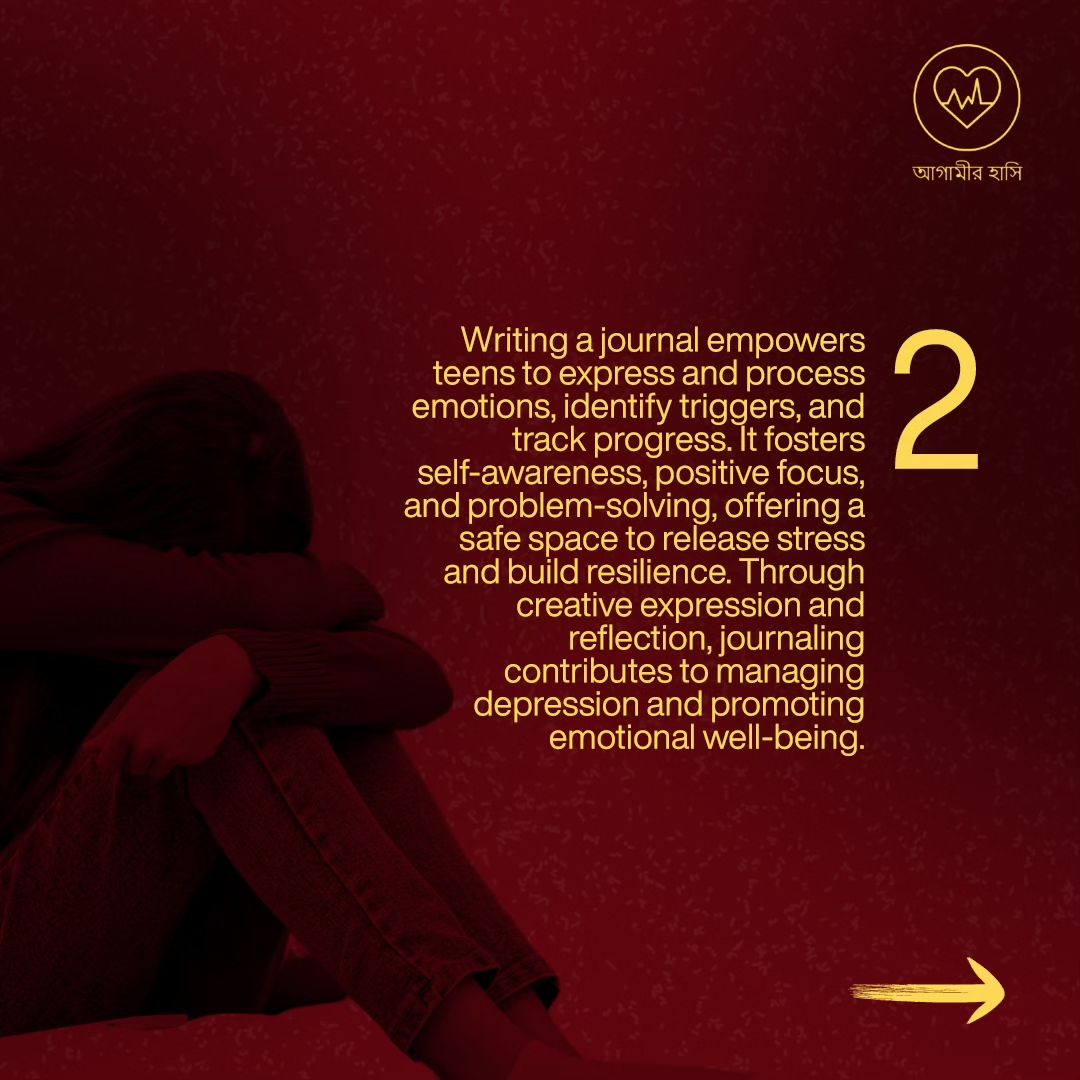 আগামীর হাসি
Writing a journal empowers
teens to express and process
emotions, identify triggers, and
track progress. It fosters
self-awareness, positive focus,
and problem-solving, offering a
safe space to release stress
and build resilience. Through
creative expression and
reflection, journaling
contributes to managing
depression and promoting
emotional well-being.
2